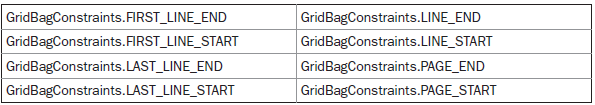 GridBagConstraints.FIRST_LINE_END GridBagConstraints.LINE_END
GridBagConstraints.FIRST_LINE_START GridBagConstraints.LINE_START
GridBagConstraints.LAST_LINE_END GridBagConstraints.PAGE_END
GridBagConstraints.LAST_LINE_START GridBagConstraints.PAGE_START